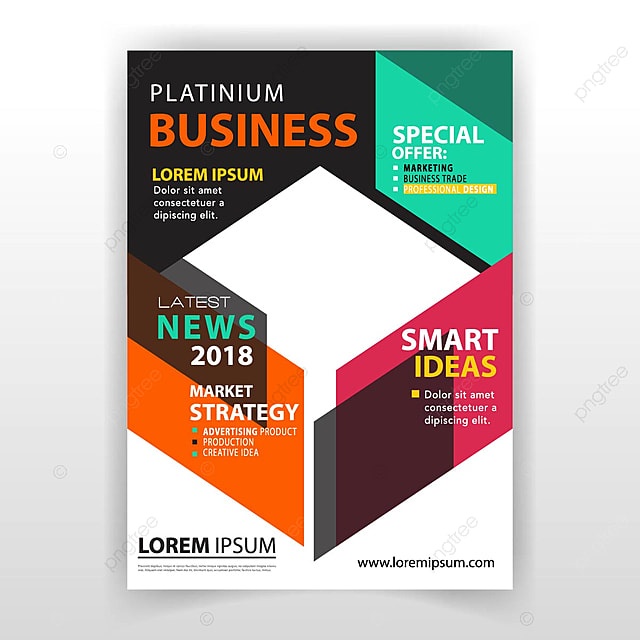 PLATINIUM
BUSINESS
LOREM IPSUM
Dolor sit amet
consectetuer a
dipiscing elit.
SPECIAL
OFFER:
MARKETING
BUSINESS TRADE
PROFESSIONAL DESIGN
LATEST
NEWS
2018
MARKET
STRATEGY
ADVERTISING PRODUCT
PRODUCTION
CREATIVE IDEA
SMART
IDEAS
Dolor sit amet
consectetuer a
dipiscing elit.
LOREM IPSUM
www.loremipsum.com
pngtree